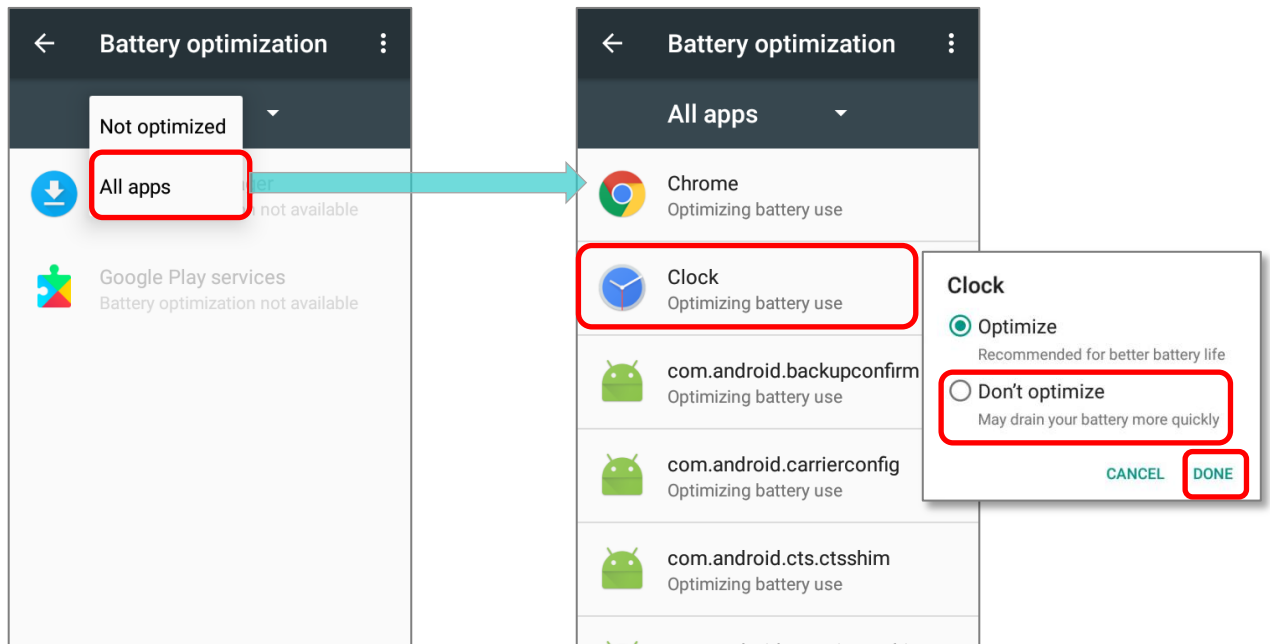 Battery optimization
Not optimized
All apps
n not available
Google Play services
Battery optimization not available
Battery optimization
All apps
Chrome
Optimizing battery use
Clock
Optimizing battery use
com.android.backupconfirm
Optimizing battery use
com.android.carrierconfig
Optimizing battery use
com.android.cts.ctsshim
Optimizing battery use
Clock
Optimize
Recommended for better battery life
Don't optimize
May drain your battery more quickly
CANCEL DONE